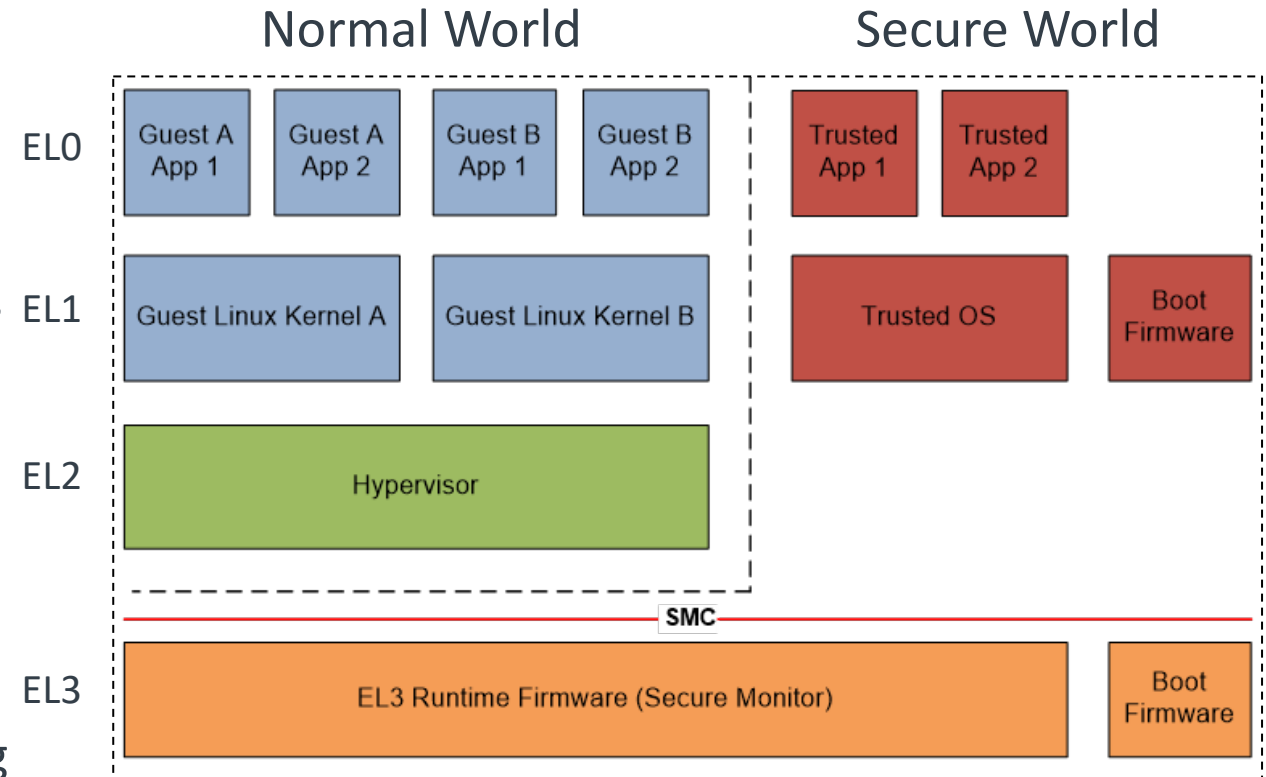 Normal World
Secure World
EL0
Guest A
App 1
Guest A
App 2
Guest B
App 1
Guest B
App 2
Trusted
App 1
Trusted
App 2
EL1
Guest Linux Kernel A
Guest Linux Kernel B
Trusted OS
Boot
Firmware
EL2
Hypervisor
SMC
EL3
EL3 Runtime Firmware (Secure Monitor)
Boot
Firmware